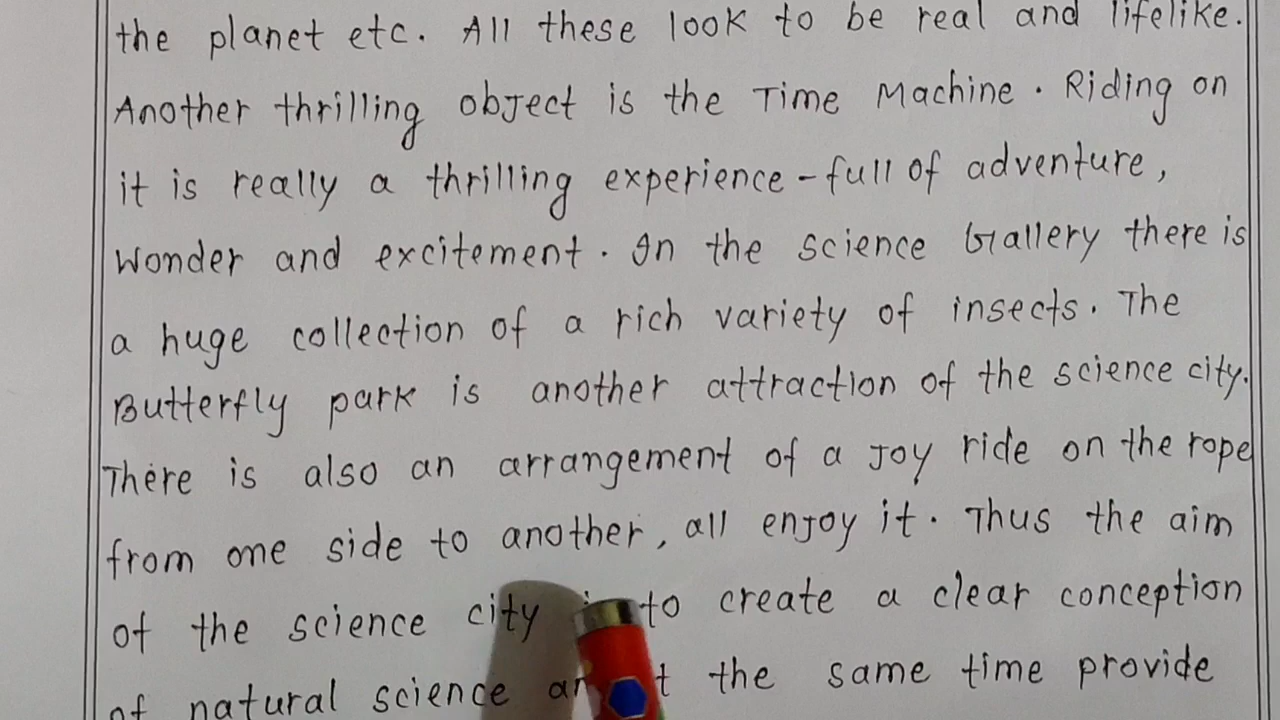 the planet etc. All these look to be real and lifelike.
Another thrilling object is the Time Machine. Riding on
it is really a thrilling experience - full of adventure,
wonder and excitement. In the science Gallery there is
a huge collection of a rich variety of insects. The
Butterfly park is another attraction of the science city.
There is also an arrangement of a Joy ride on the rope
from one side to another, all enjoy it. Thus the aim
of the science city to create a clear conception
of natural science the same time provide